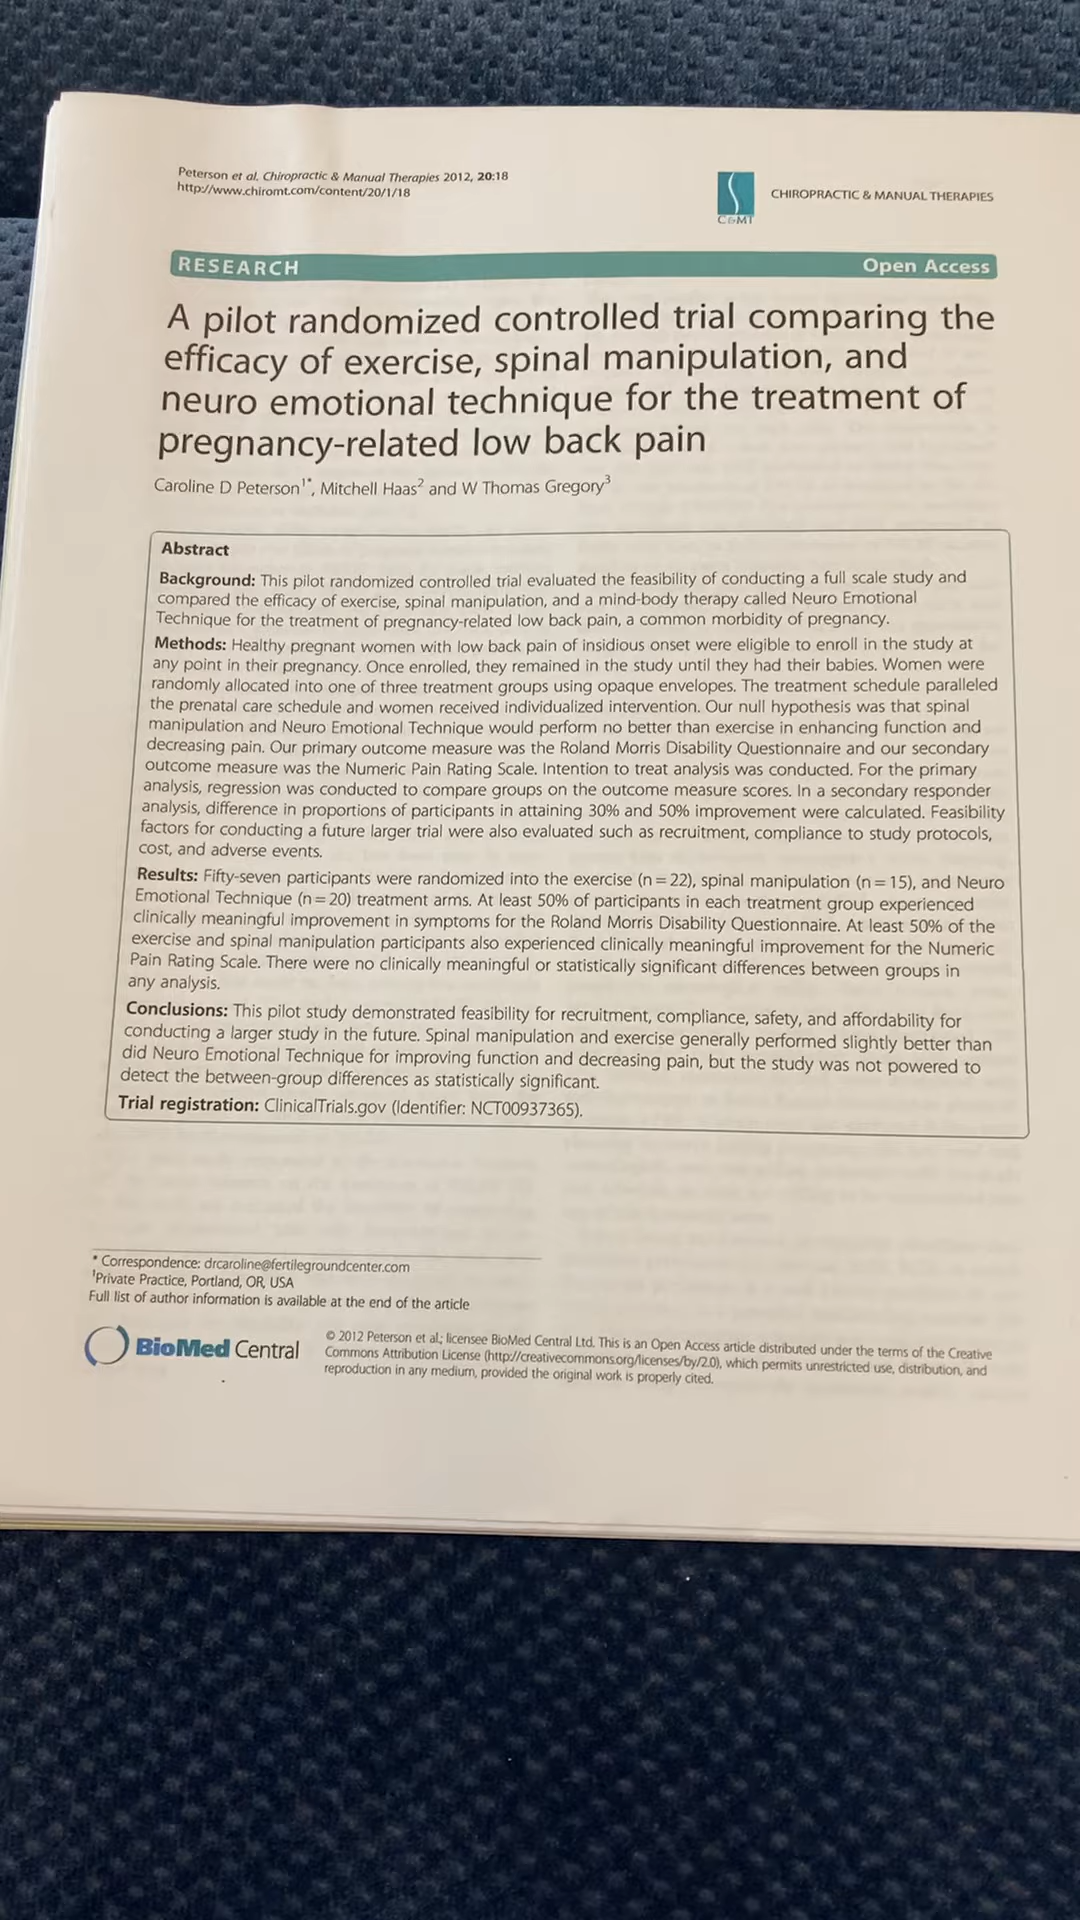 Peterson et al. Chiropractic & Manual Therapies 2012, 20:18
http://www.chiromt.com/content/20/1/18
C&MT
CHIROPRACTIC & MANUAL THERAPIES
RESEARCH
Open Access
A pilot randomized controlled trial comparing the
efficacy of exercise, spinal manipulation, and
neuro emotional technique for the treatment of
pregnancy-related low back pain
Caroline D Peterson1*, Mitchell Haas2 and W Thomas Gregory3
Abstract
Background: This pilot randomized controlled trial evaluated the feasibility of conducting a full scale study and
compared the efficacy of exercise, spinal manipulation, and a mind-body therapy called Neuro Emotional
Technique for the treatment of pregnancy-related low back pain, a common morbidity of pregnancy.
Methods: Healthy pregnant women with low back pain of insidious onset were eligible to enroll in the study at
any point in their pregnancy. Once enrolled, they remained in the study until they had their babies. Women were
randomly allocated into one of three treatment groups using opaque envelopes. The treatment schedule paralleled
the prenatal care schedule and women received individualized intervention. Our null hypothesis was that spinal
manipulation and Neuro Emotional Technique would perform no better than exercise in enhancing function and
decreasing pain. Our primary outcome measure was the Roland Morris Disability Questionnaire and our secondary
outcome measure was the Numeric Pain Rating Scale. Intention to treat analysis was conducted. For the primary
analysis, regression was conducted to compare groups on the outcome measure scores. In a secondary responder
analysis, difference in proportions of participants in attaining 30% and 50% improvement were calculated. Feasibility
factors for conducting a future larger trial were also evaluated such as recruitment, compliance to study protocols,
cost, and adverse events.
Results: Fifty-seven participants were randomized into the exercise (n = 22), spinal manipulation (n = 15), and Neuro
Emotional Technique (n = 20) treatment arms. At least 50% of participants in each treatment group experienced
clinically meaningful improvement in symptoms for the Roland Morris Disability Questionnaire. At least 50% of the
exercise and spinal manipulation participants also experienced clinically meaningful improvement for the Numeric
Pain Rating Scale. There were no clinically meaningful or statistically significant differences between groups in
any analysis.
Conclusions: This pilot study demonstrated feasibility for recruitment, compliance, safety, and affordability for
conducting a larger study in the future. Spinal manipulation and exercise generally performed slightly better than
did Neuro Emotional Technique for improving function and decreasing pain, but the study was not powered to
detect the between-group differences as statistically significant.
Trial registration: ClinicalTrials.gov (Identifier: NCT00937365).
* Correspondence: drcaroline@fertilegroundcenter.com
1Private Practice, Portland, OR, USA
Full list of author information is available at the end of the article
BioMed Central
© 2012 Peterson et al.; licensee BioMed Central Ltd. This is an Open Access article distributed under the terms of the Creative
Commons Attribution License (http://creativecommons.org/licenses/by/2.0), which permits unrestricted use, distribution, and
reproduction in any medium, provided the original work is properly cited.